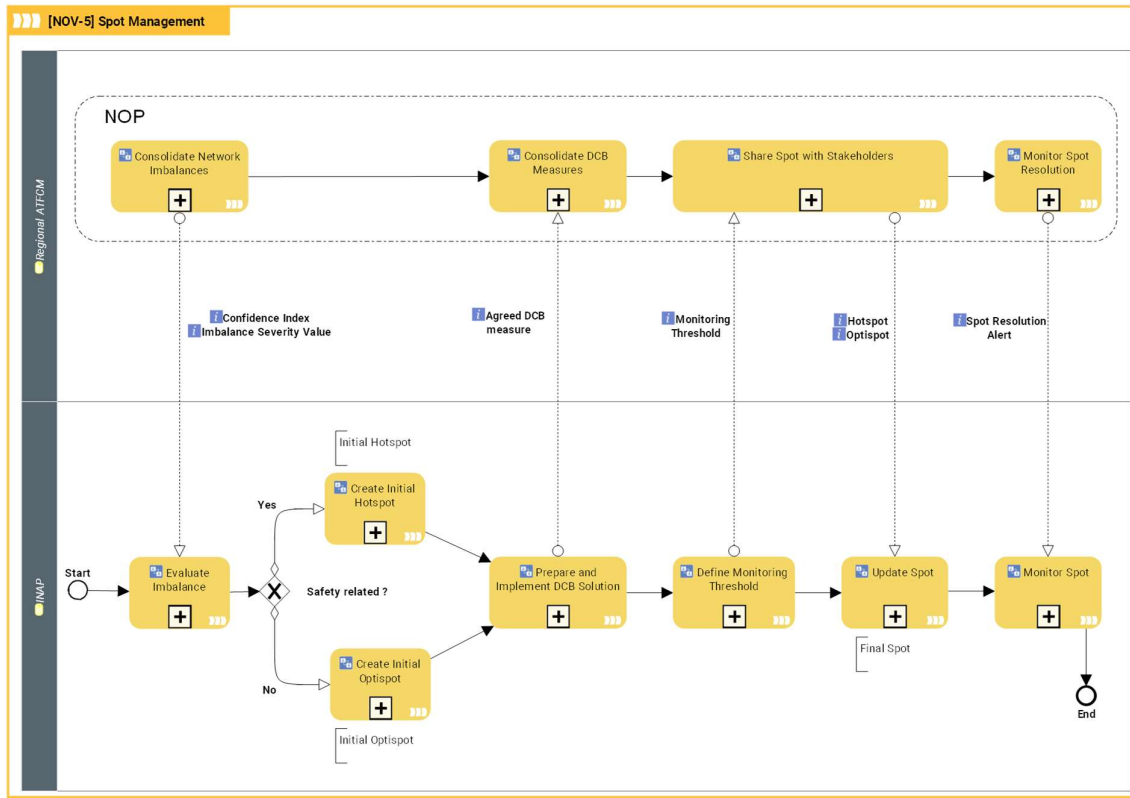 [NOV-5] Spot Management
Regional ATFCM
NOP
Consolidate Network
Imbalances
Consolidate DCB
Measures
Share Spot with Stakeholders
Monitor Spot
Resolution
Confidence Index
Imbalance Severity Value
Agreed DCB
measure
Monitoring
Threshold
Hotspot
Optispot
Spot Resolution
Alert
INAP
Initial Hotspot
Create Initial
Hotspot
Yes
Start
Evaluate
Imbalance
Safety related ?
No
Create Initial
Optispot
Initial Optispot
Prepare and
Implement DCB Solution
Define Monitoring
Threshold
Update Spot
Final Spot
Monitor Spot
End